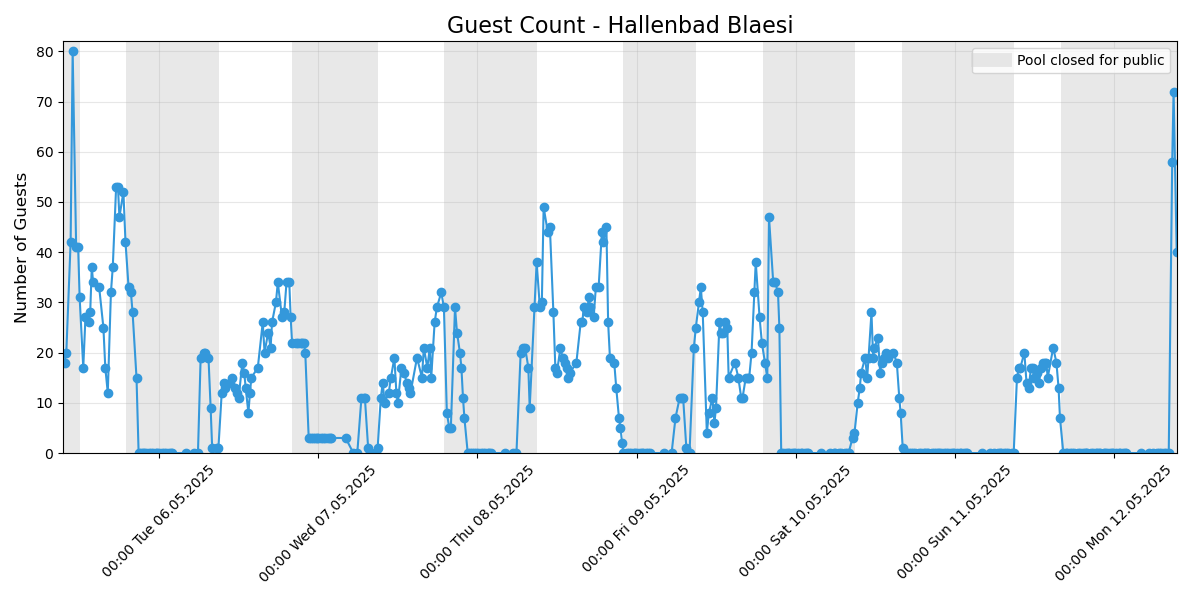 Guest Count - Hallenbad Blaesi
Pool closed for public
Number of Guests
80
70
60
50
40
30
20
10
0
00:00 Tue 06.05.2025
00:00 Wed 07.05.2025
00:00 Thu 08.05.2025
00:00 Fri 09.05.2025
00:00 Sat 10.05.2025
00:00 Sun 11.05.2025
00:00 Mon 12.05.2025